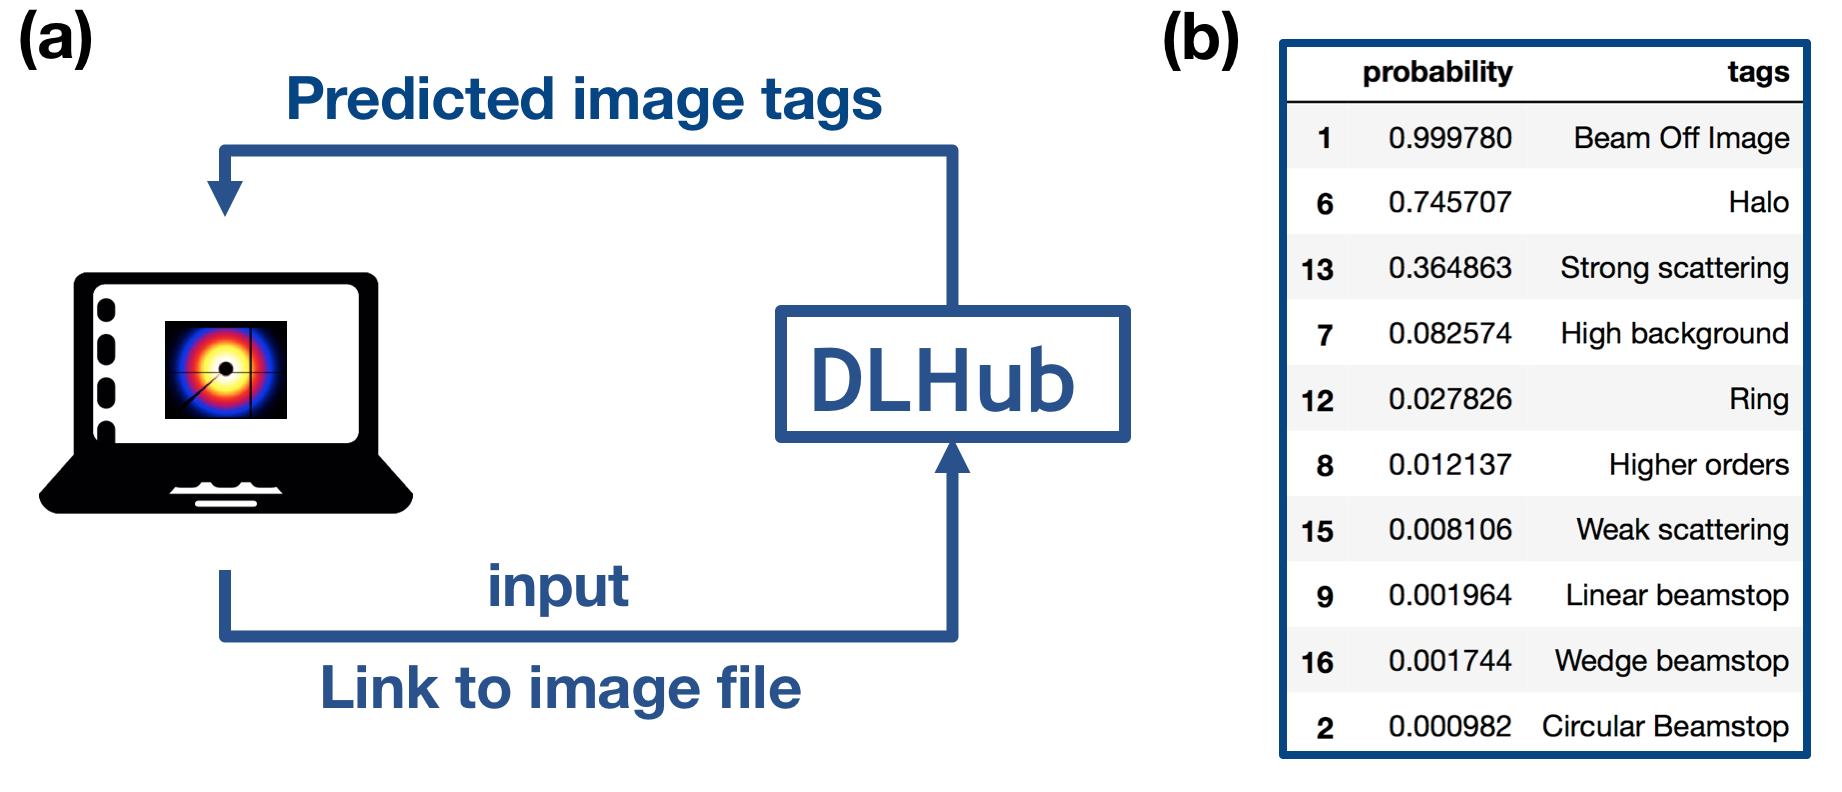 (a)
Predicted image tags
DLHub
input
Link to image file
(b)
probability tags
1 0.999780 Beam Off Image
6 0.745707 Halo
13 0.364863 Strong scattering
7 0.082574 High background
12 0.027826 Ring
8 0.012137 Higher orders
15 0.008106 Weak scattering
9 0.001964 Linear beamstop
16 0.001744 Wedge beamstop
2 0.000982 Circular Beamstop